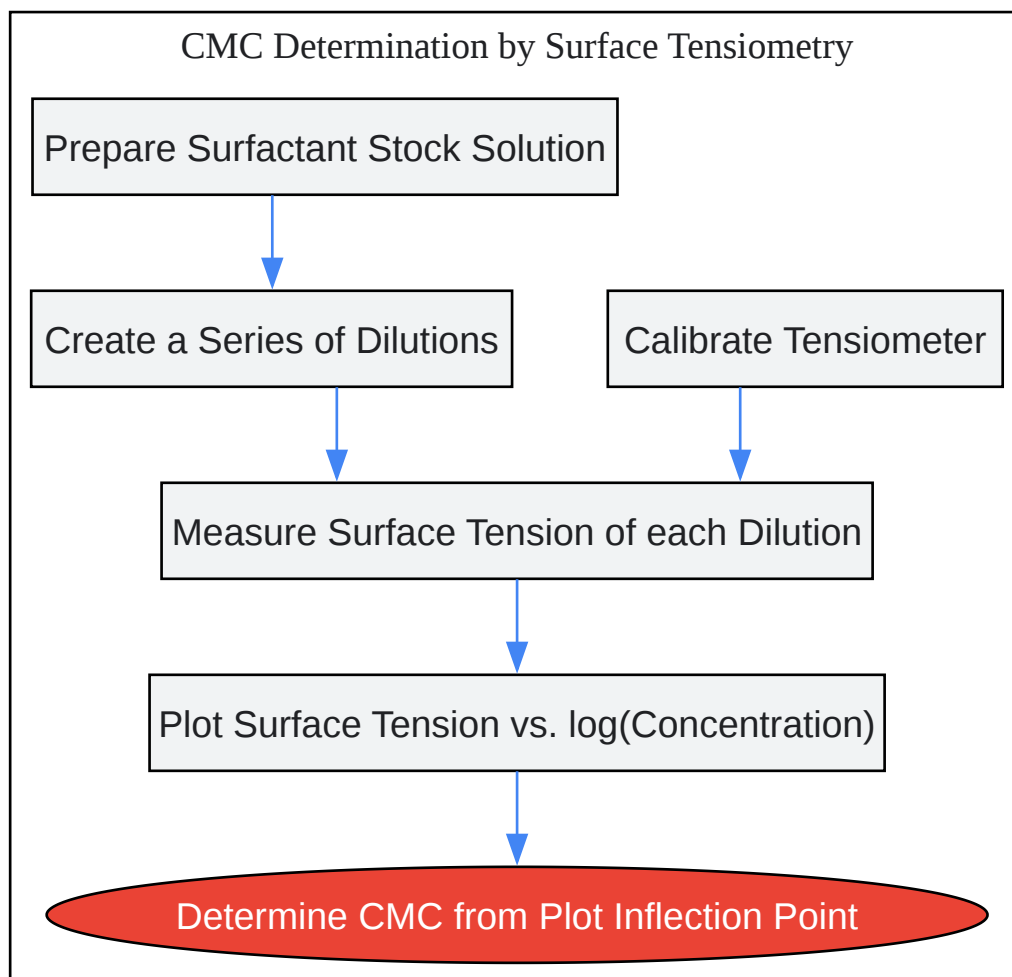 CMC Determination by Surface Tensiometry
Prepare Surfactant Stock Solution
Create a Series of Dilutions
Calibrate Tensiometer
Measure Surface Tension of each Dilution
Plot Surface Tension vs. log(Concentration)
Determine CMC from Plot Inflection Point